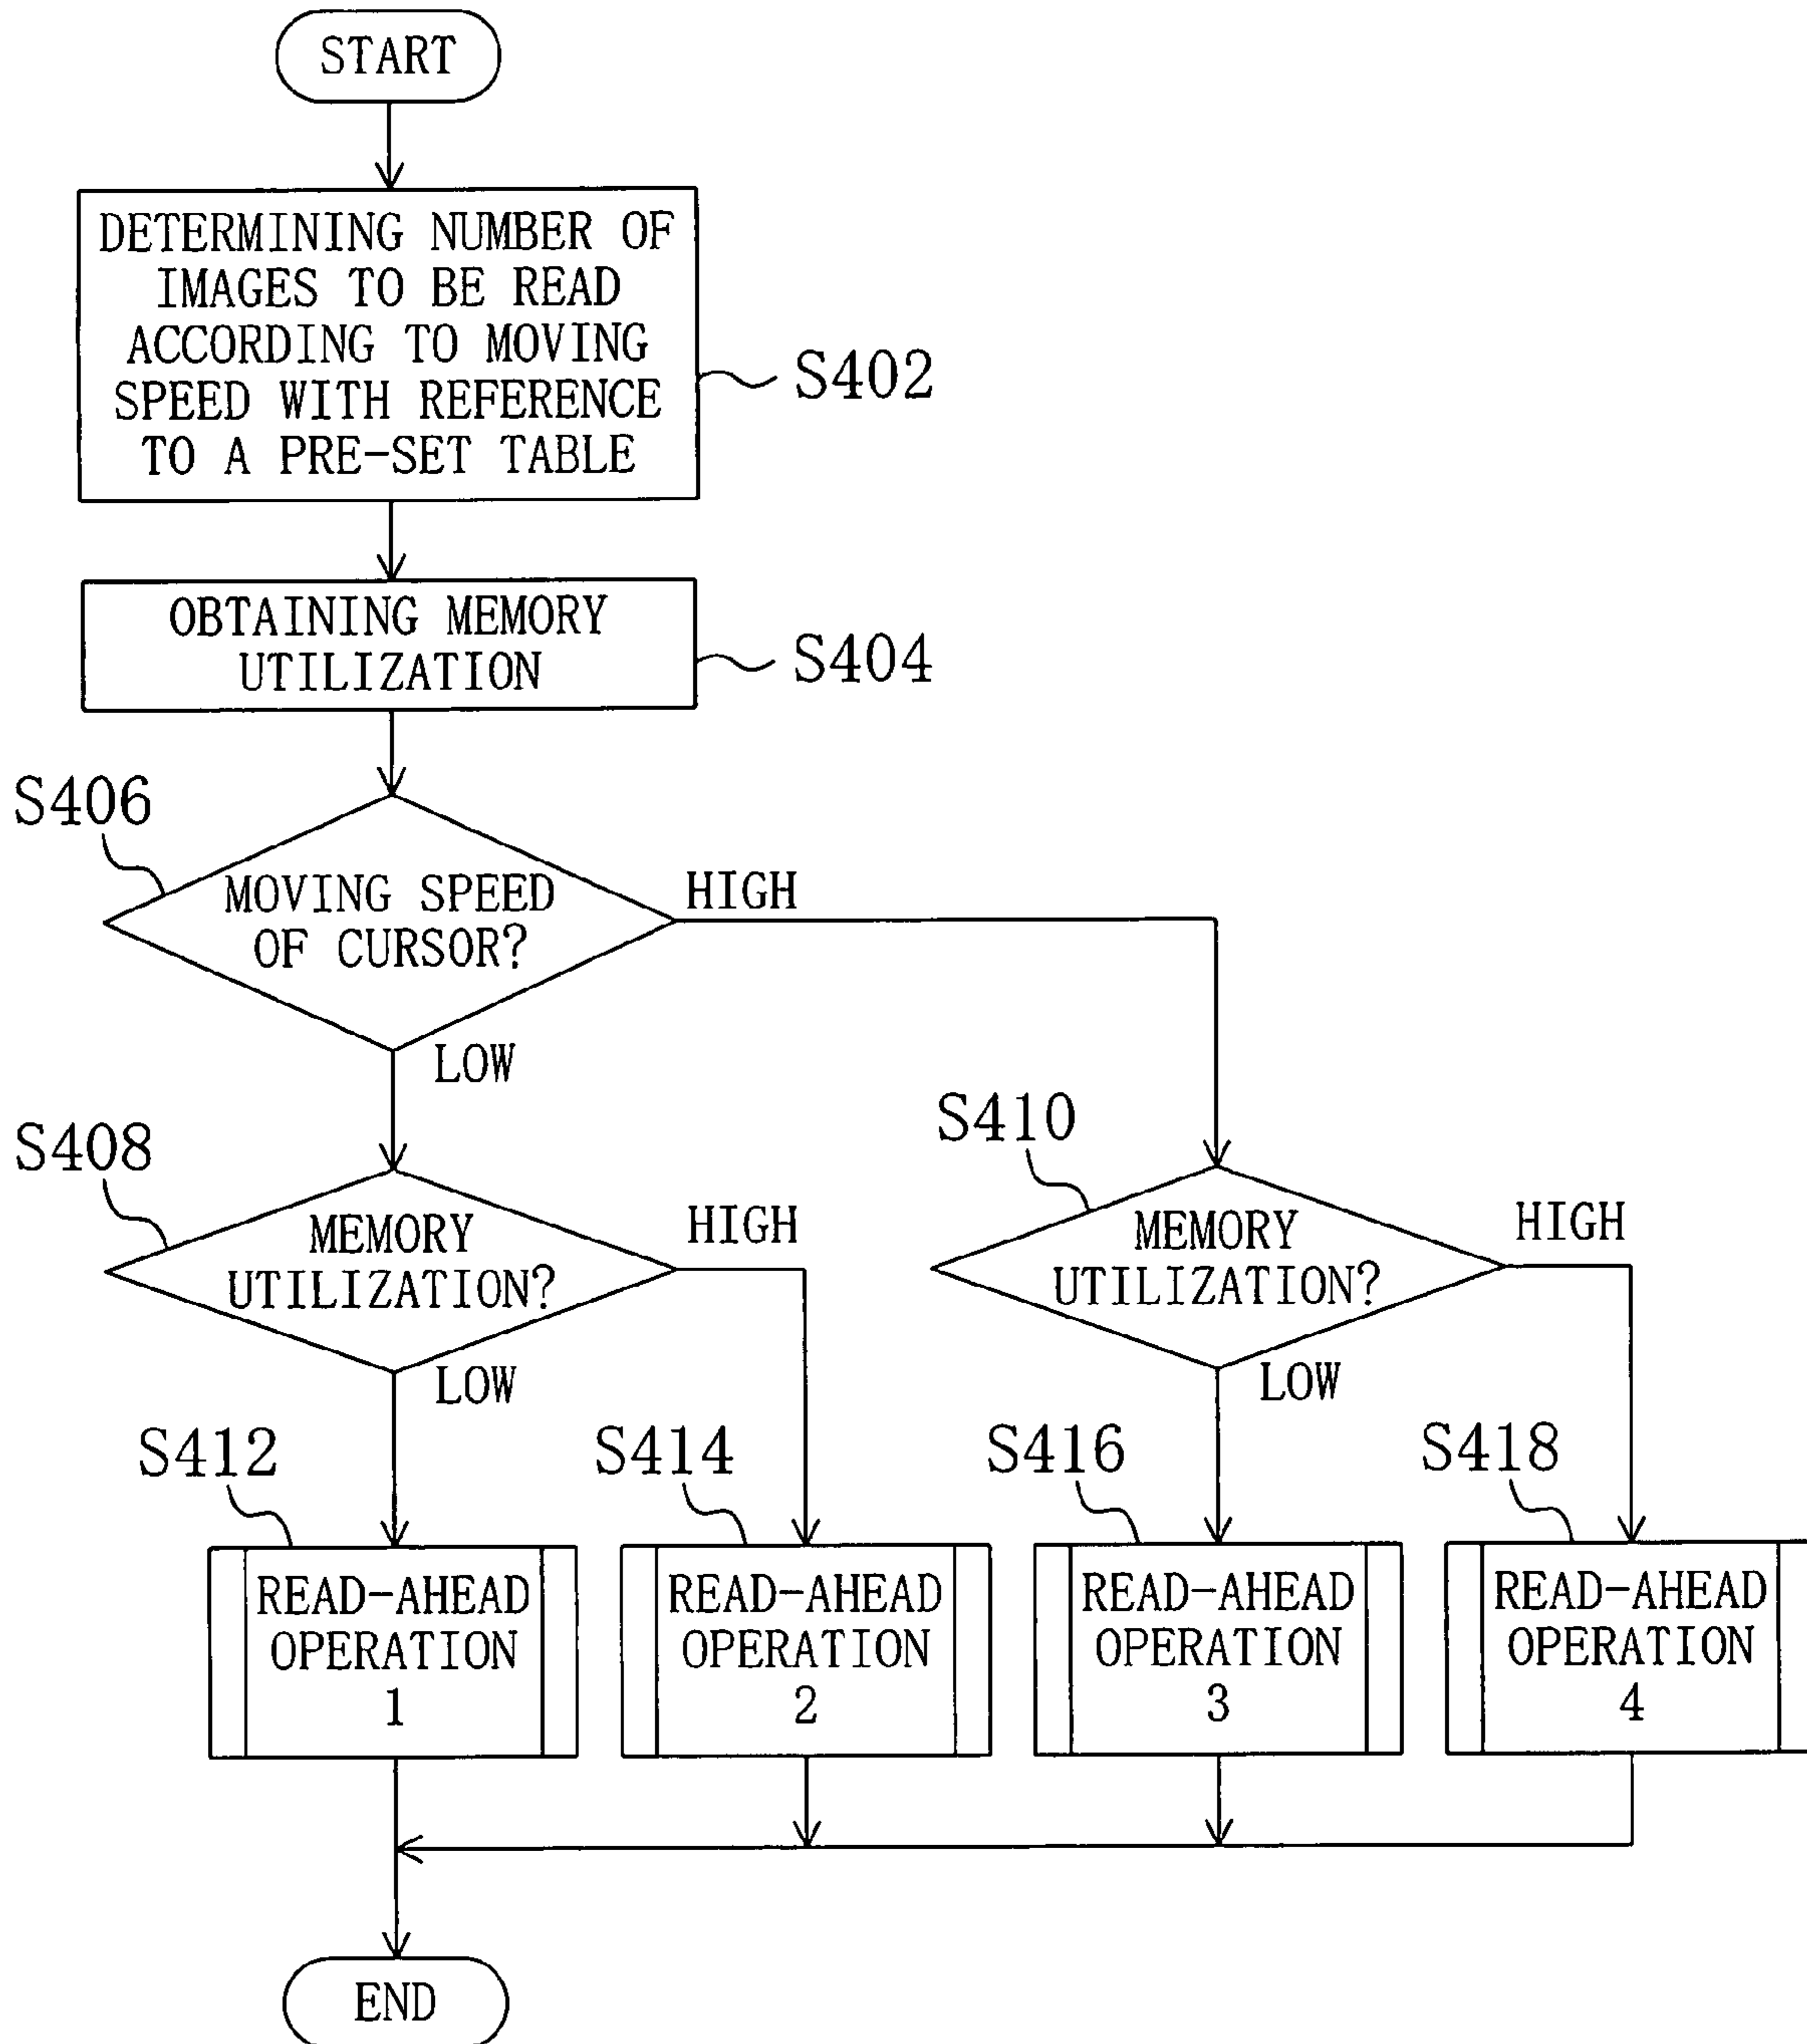 START
DETERMINING NUMBER OF
IMAGES TO BE READ
ACCORDING TO MOVING
SPEED WITH REFERENCE
TO A PRE-SET TABLE
S402
OBTAINING MEMORY
UTILIZATION
S404
S406
MOVING SPEED
OF CURSOR?
HIGH
LOW
S408
MEMORY
UTILIZATION?
HIGH
LOW
S410
MEMORY
UTILIZATION?
HIGH
LOW
S412
READ-AHEAD
OPERATION
1
S414
READ-AHEAD
OPERATION
2
S416
READ-AHEAD
OPERATION
3
S418
READ-AHEAD
OPERATION
4
END